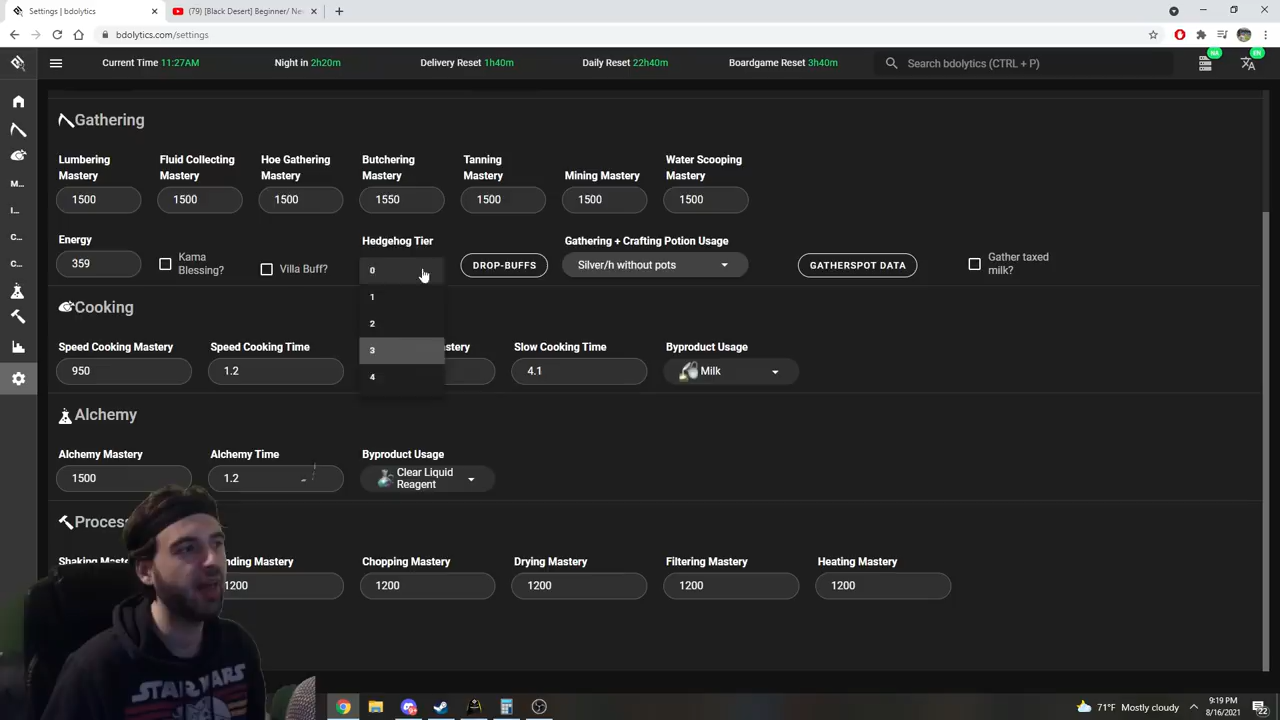 Settings | bdolytics
(79) [Black Desert] Beginner/ Ne
bdolytics.com/settings
Current Time 11:27AM
Night in 2h20m
Delivery Reset 1h40m
Daily Reset 22h40m
Boardgame Reset 3h40m
Search bdolytics (CTRL + P)
NA
EN
Gathering
Lumbering Mastery
Fluid Collecting Mastery
Hoe Gathering Mastery
Butchering Mastery
Tanning Mastery
Mining Mastery
Water Scooping Mastery
1500
1500
1500
1550
1500
1500
1500
M...
I...
C...
C...
Energy
359
Kama Blessing?
Villa Buff?
Hedgehog Tier
0
1
2
3
4
DROP-BUFFS
Gathering + Crafting Potion Usage
Silver/h without pots
GATHERSPOT DATA
Gather taxed milk?
Cooking
Speed Cooking Mastery
Speed Cooking Time
stery
Slow Cooking Time
Byproduct Usage
950
1.2
4.1
Milk
Alchemy
Alchemy Mastery
Alchemy Time
Byproduct Usage
1500
1.2
Clear Liquid Reagent
Process
Shaking Maste
nding Mastery
Chopping Mastery
Drying Mastery
Filtering Mastery
Heating Mastery
1200
1200
1200
1200
1200
STAR WARS
71°F Mostly cloudy
9:19 PM
8/16/2021
22